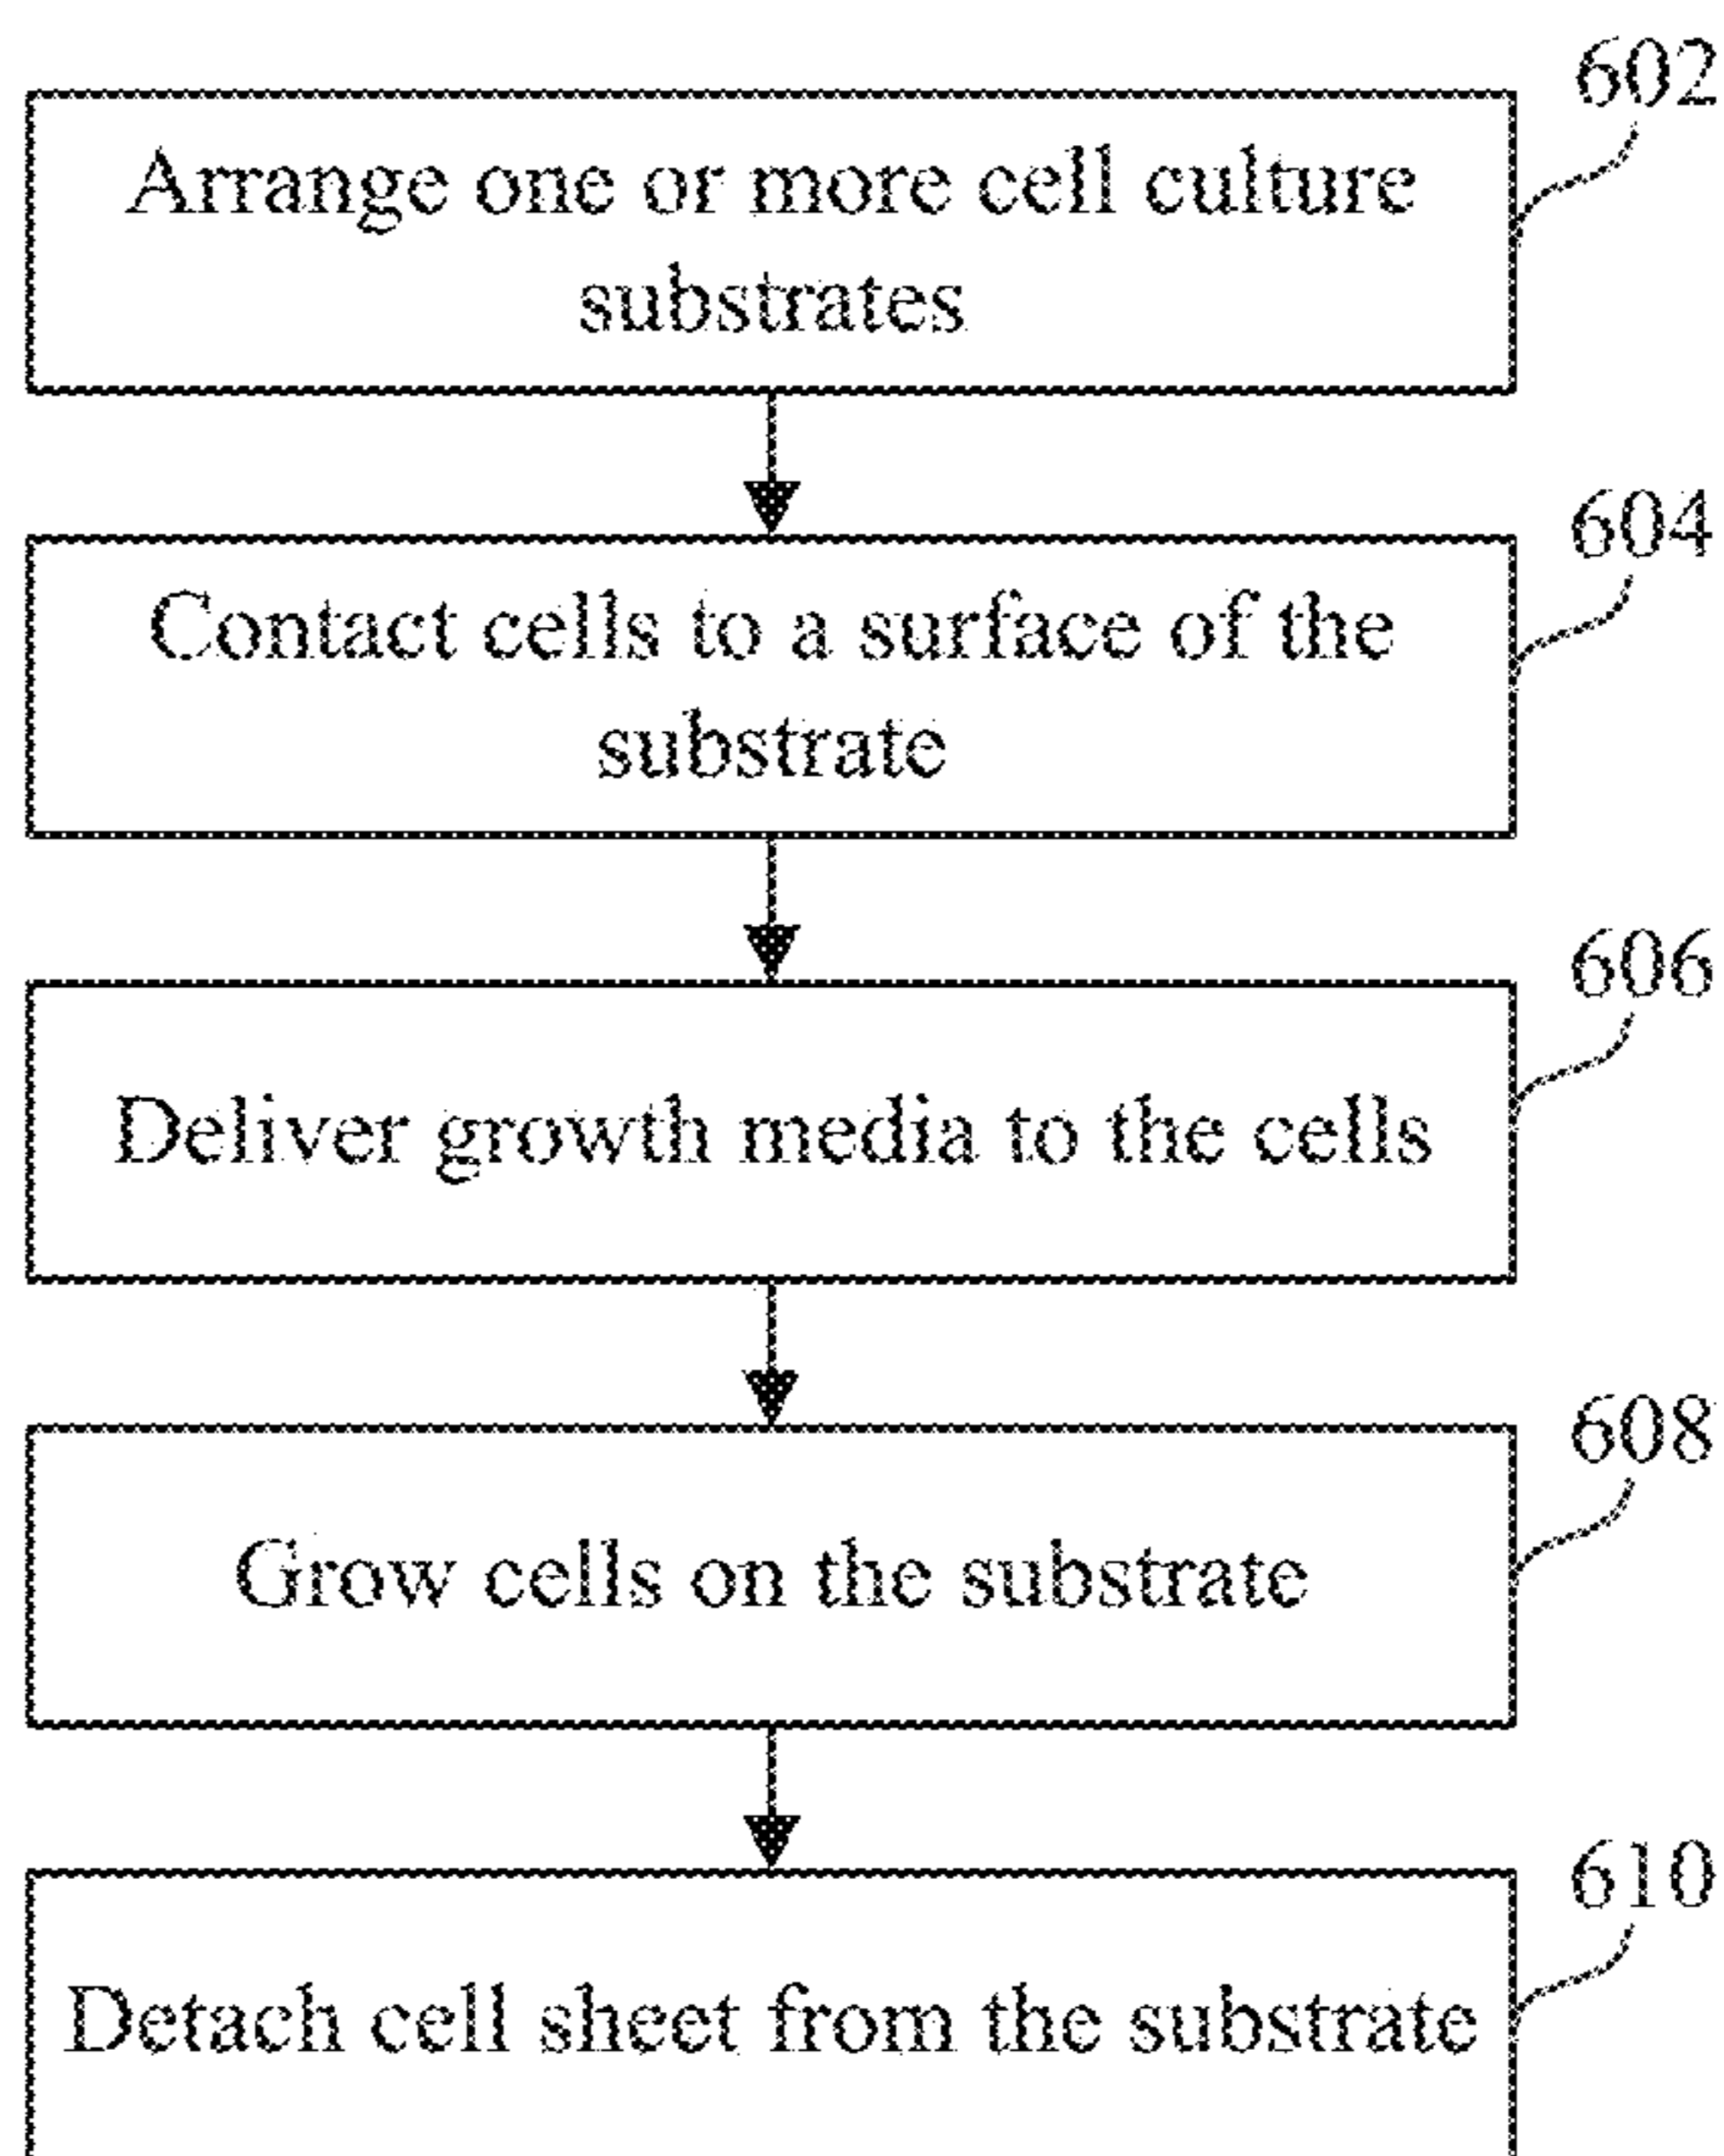 602
Arrange one or more cell culture
substrates
604
Contact cells to a surface of the
substrate
606
Deliver growth media to the cells
608
Grow cells on the substrate
610
Detach cell sheet from the substrate